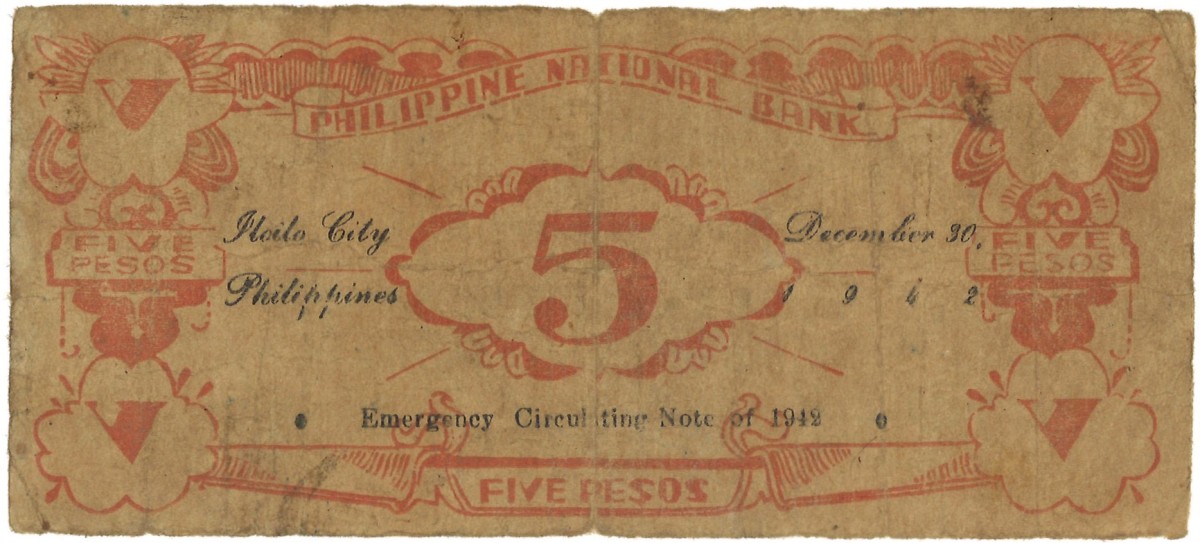 V
PHILIPPINE NATIONAL BANK
V
FIVE
PESOS
Iloilo City
Philippines
5
December 30,
1 9 4 2
FIVE
PESOS
Emergency Circulating Note of 1942
V
FIVE PESOS
V